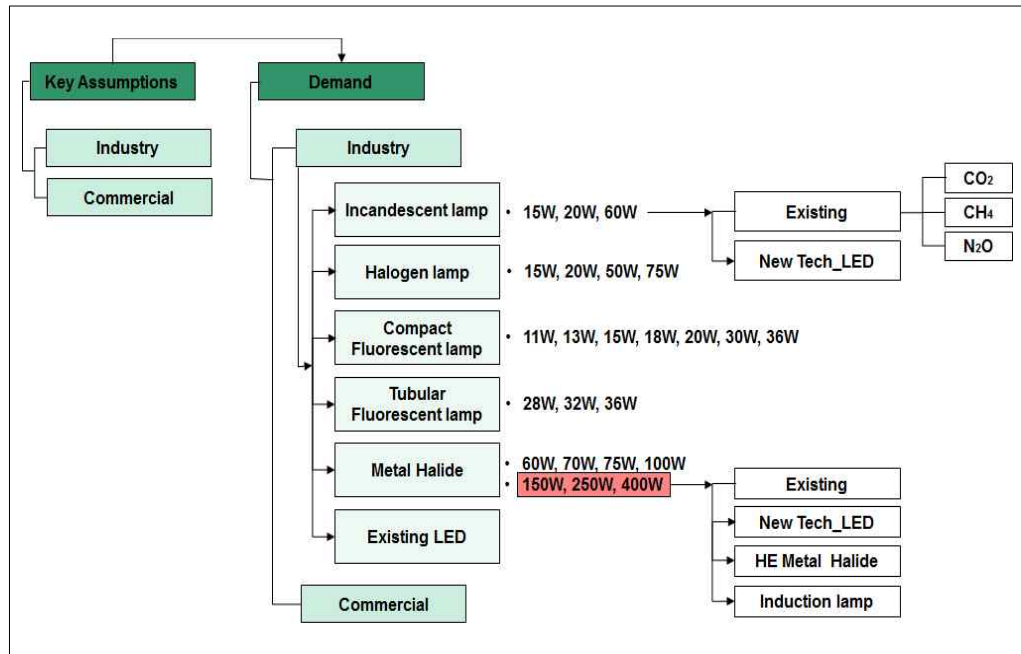 Key Assumptions
Demand
Industry
Commercial
Industry
Incandescent lamp
• 15W, 20W, 60W
Existing
New Tech_LED
CO2
CH4
N2O
Halogen lamp
• 15W, 20W, 50W, 75W
Compact
Fluorescent lamp
• 11W, 13W, 15W, 18W, 20W, 30W, 36W
Tubular
Fluorescent lamp
• 28W, 32W, 36W
Metal Halide
• 60W, 70W, 75W, 100W
• 150W, 250W, 400W
Existing
New Tech_LED
HE Metal Halide
Induction lamp
Existing LED
Commercial